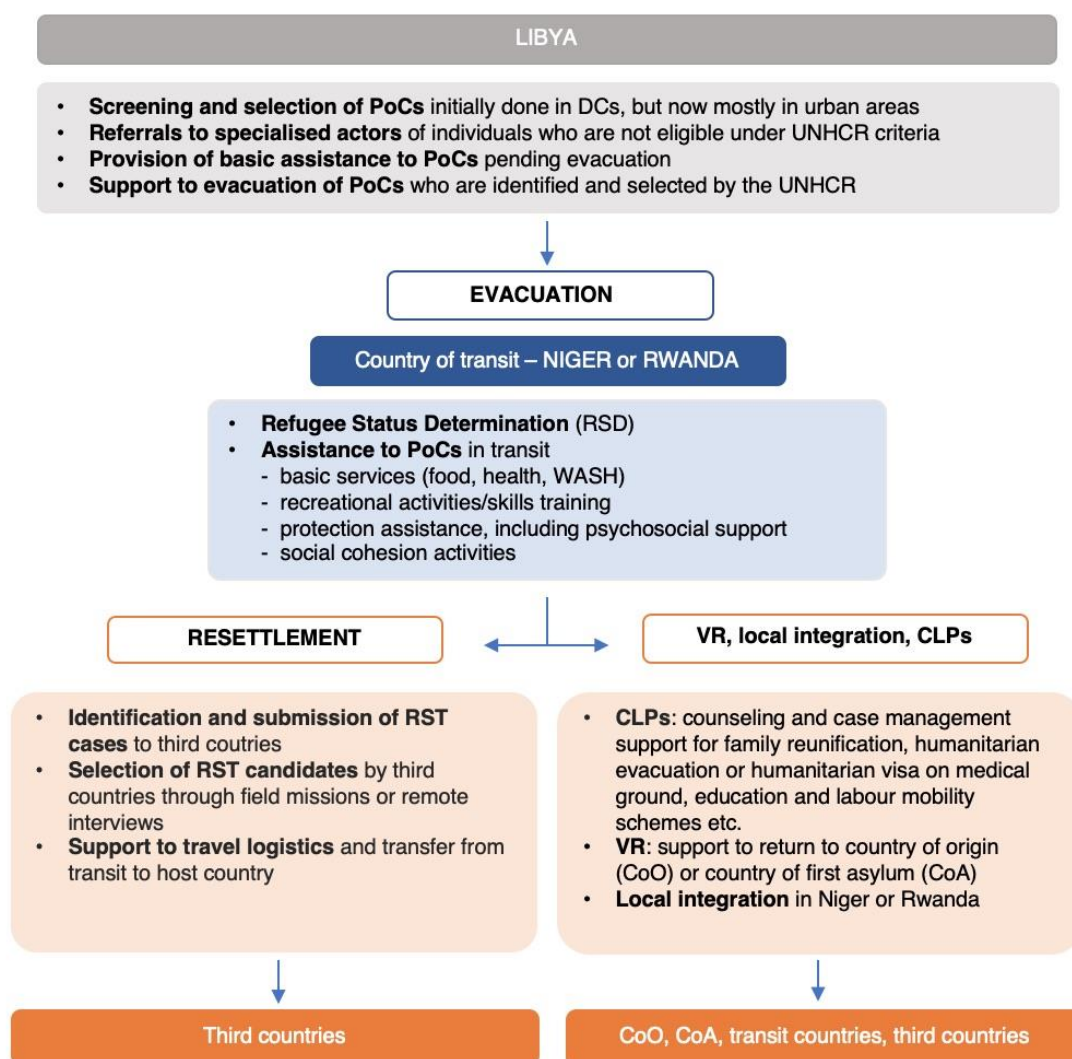 LIBYA
• Screening and selection of PoCs initially done in DCs, but now mostly in urban areas
• Referrals to specialised actors of individuals who are not eligible under UNHCR criteria
• Provision of basic assistance to PoCs pending evacuation
• Support to evacuation of PoCs who are identified and selected by the UNHCR
EVACUATION
Country of transit – NIGER or RWANDA
• Refugee Status Determination (RSD)
• Assistance to PoCs in transit
- basic services (food, health, WASH)
- recreational activities/skills training
- protection assistance, including psychosocial support
- social cohesion activities
RESETTLEMENT
• Identification and submission of RST
cases to third coutries
• Selection of RST candidates by third
countries through field missions or remote
interviews
• Support to travel logistics and transfer from
transit to host country
Third countries
VR, local integration, CLPs
• CLPs: counseling and case management
support for family reunification, humanitarian
evacuation or humanitarian visa on medical
ground, education and labour mobility
schemes etc.
• VR: support to return to country of origin
(CoO) or country of first asylum (CoA)
• Local integration in Niger or Rwanda
CoO, CoA, transit countries, third countries